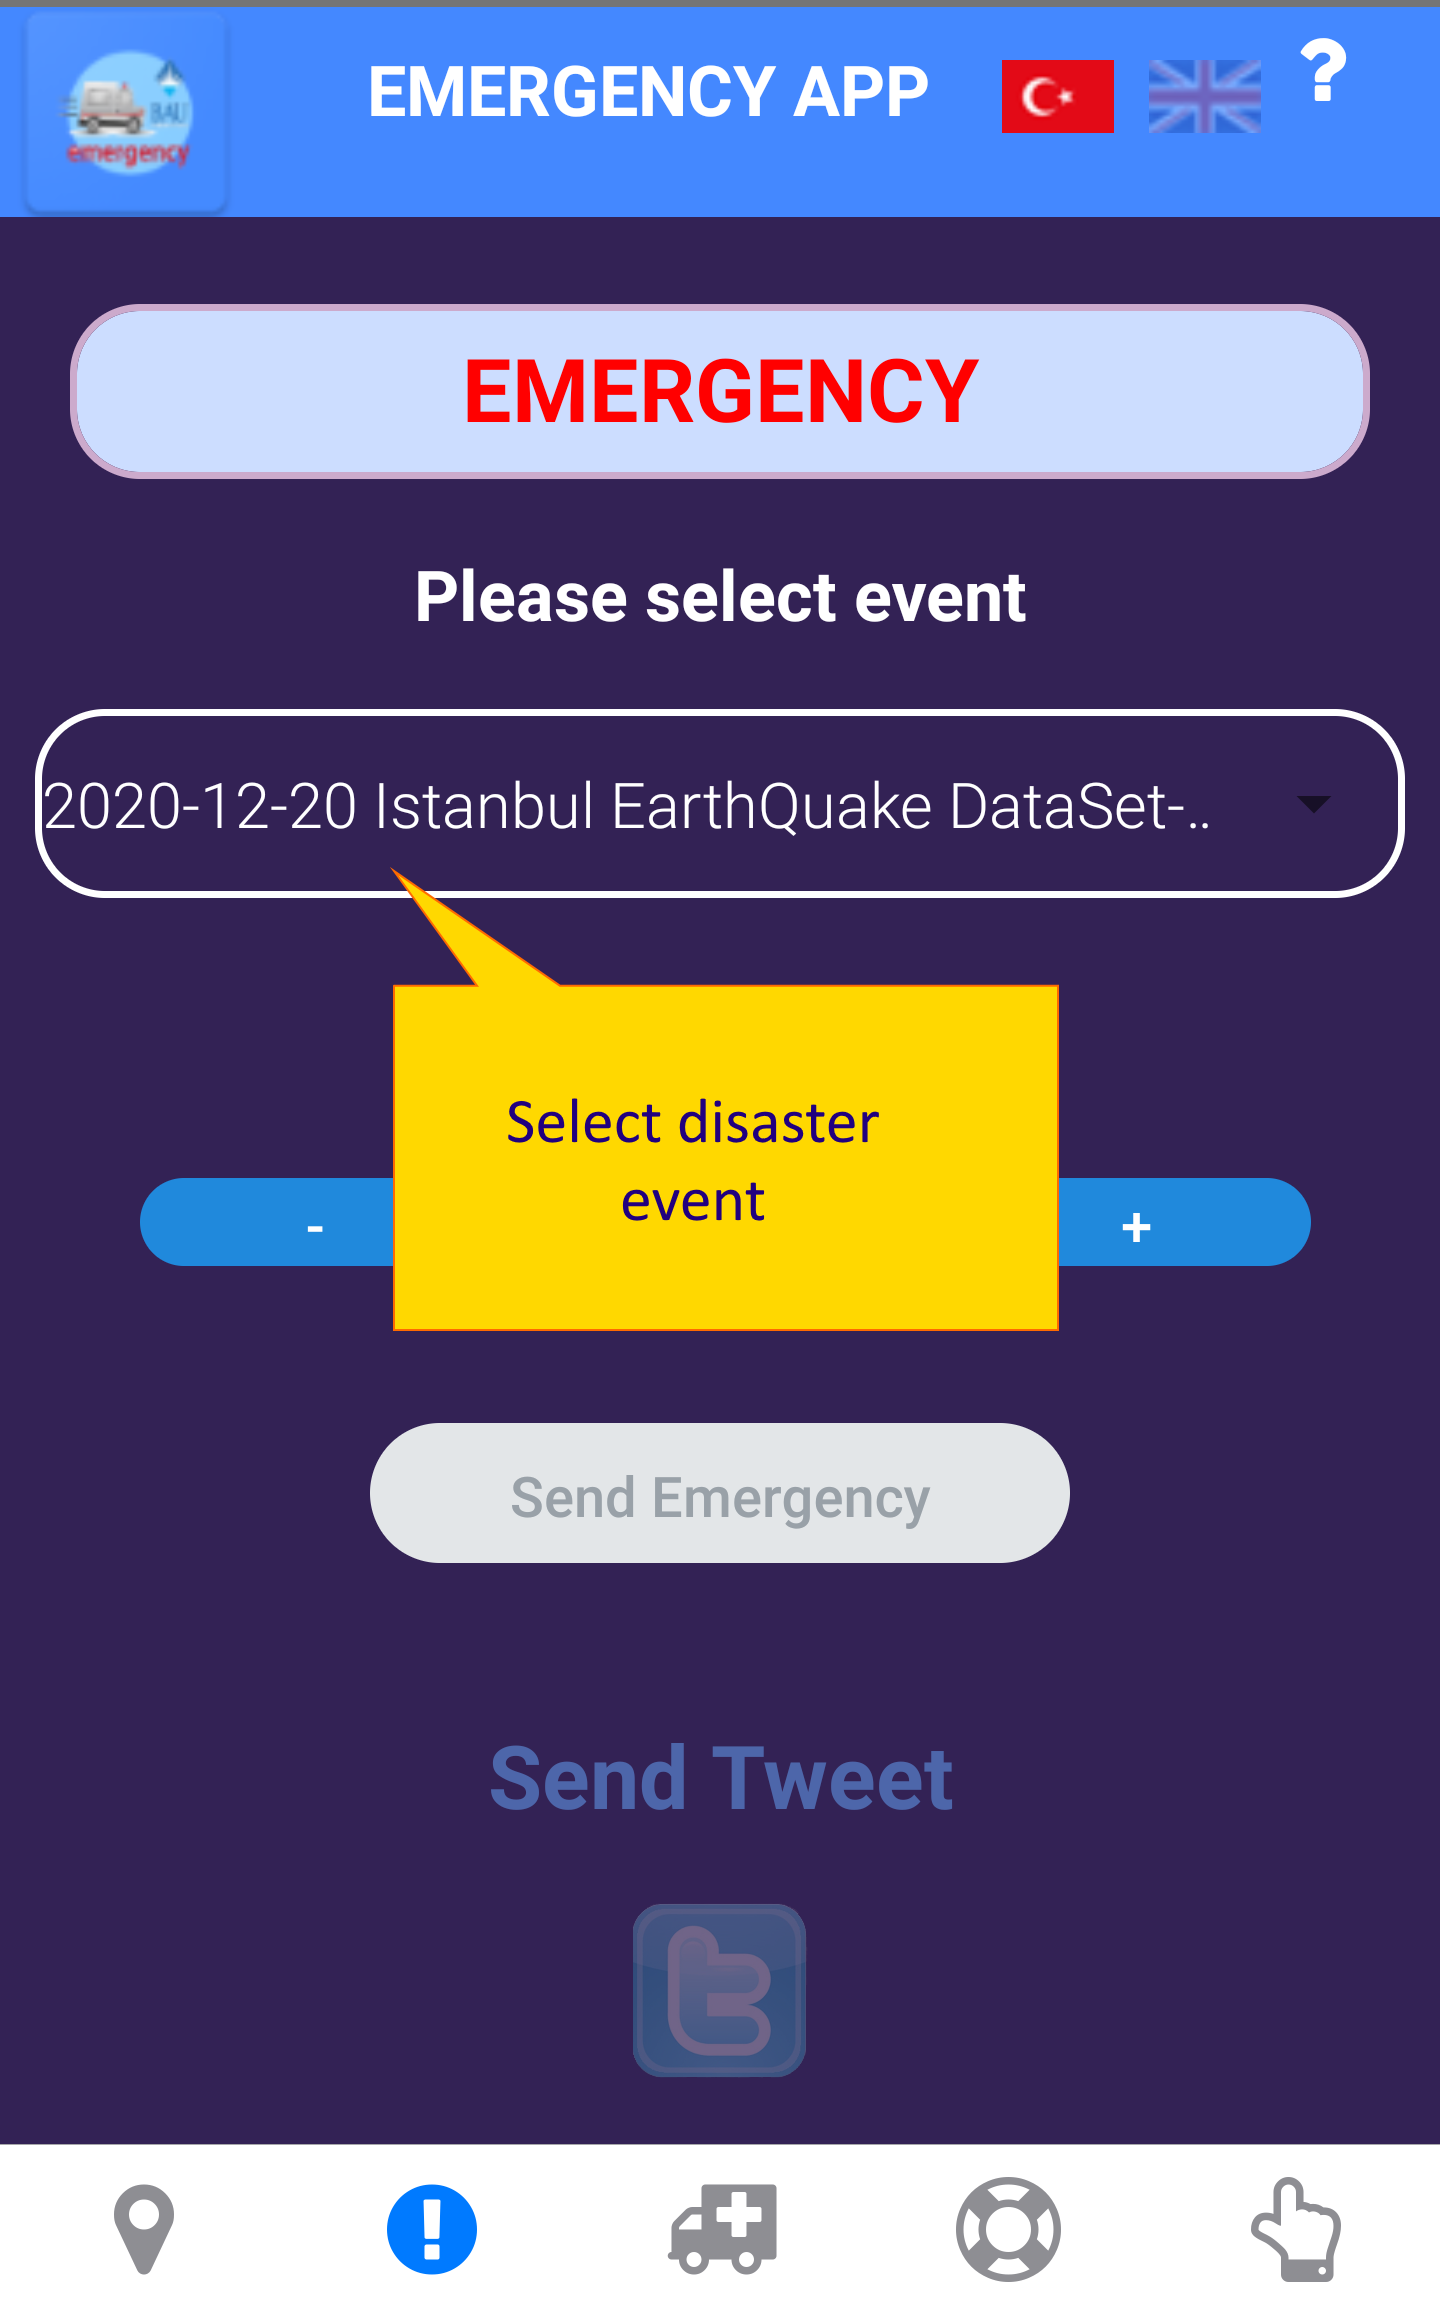 EMERGENCY APP
?
BAU
emergency
EMERGENCY
Please select event
2020-12-20 Istanbul EarthQuake DataSet-..
Select disaster
event
- +
Send Emergency
Send Tweet